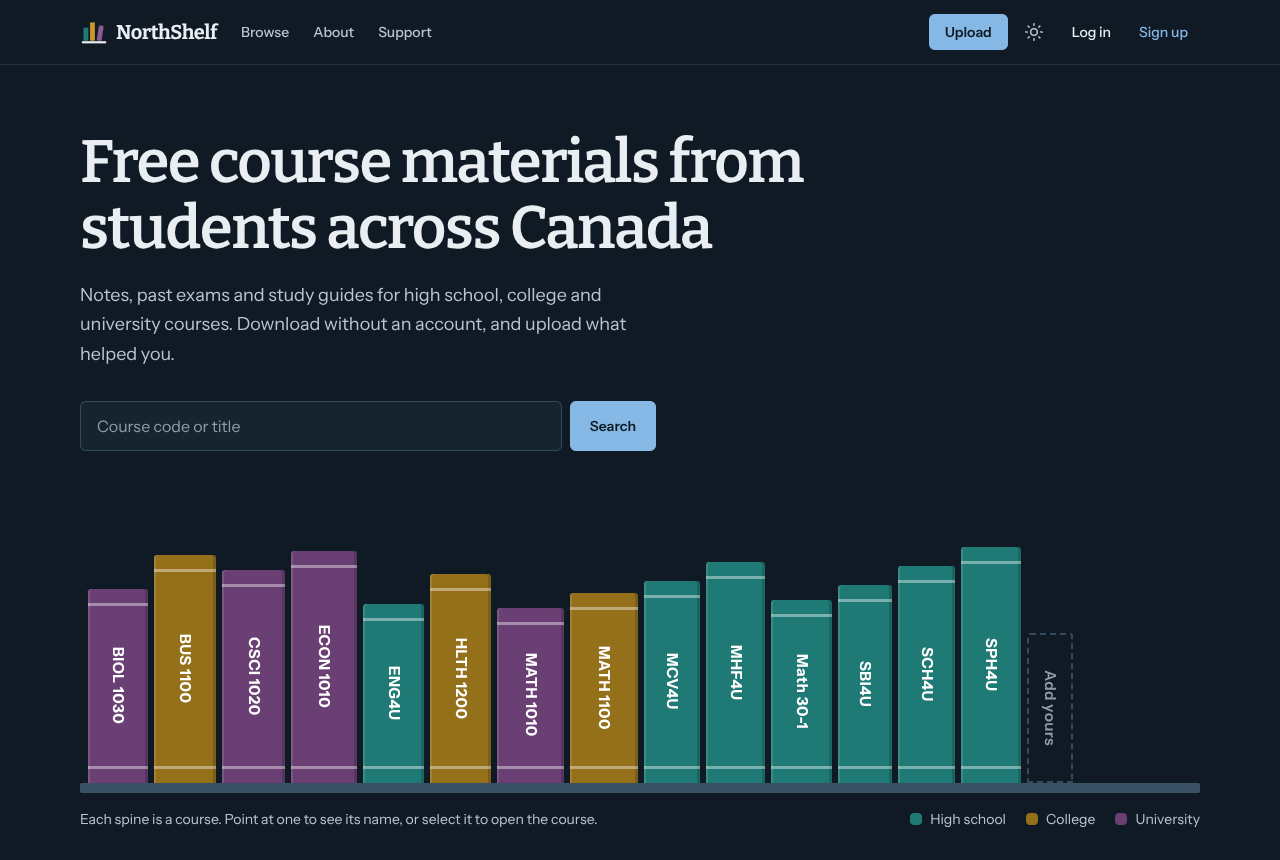 NorthShelf
Browse
About
Support
Upload
Log in
Sign up
Free course materials from
students across Canada
Notes, past exams and study guides for high school, college and
university courses. Download without an account, and upload what
helped you.
Course code or title
Search
BIOL 1030
BUS 1100
CSCI 1020
ECON 1010
ENG4U
HLTH 1200
MATH 1010
MATH 1100
MCV4U
MHF4U
Math 30-1
SBI4U
SCH4U
SPH4U
Add yours
Each spine is a course. Point at one to see its name, or select it to open the course.
High school
College
University